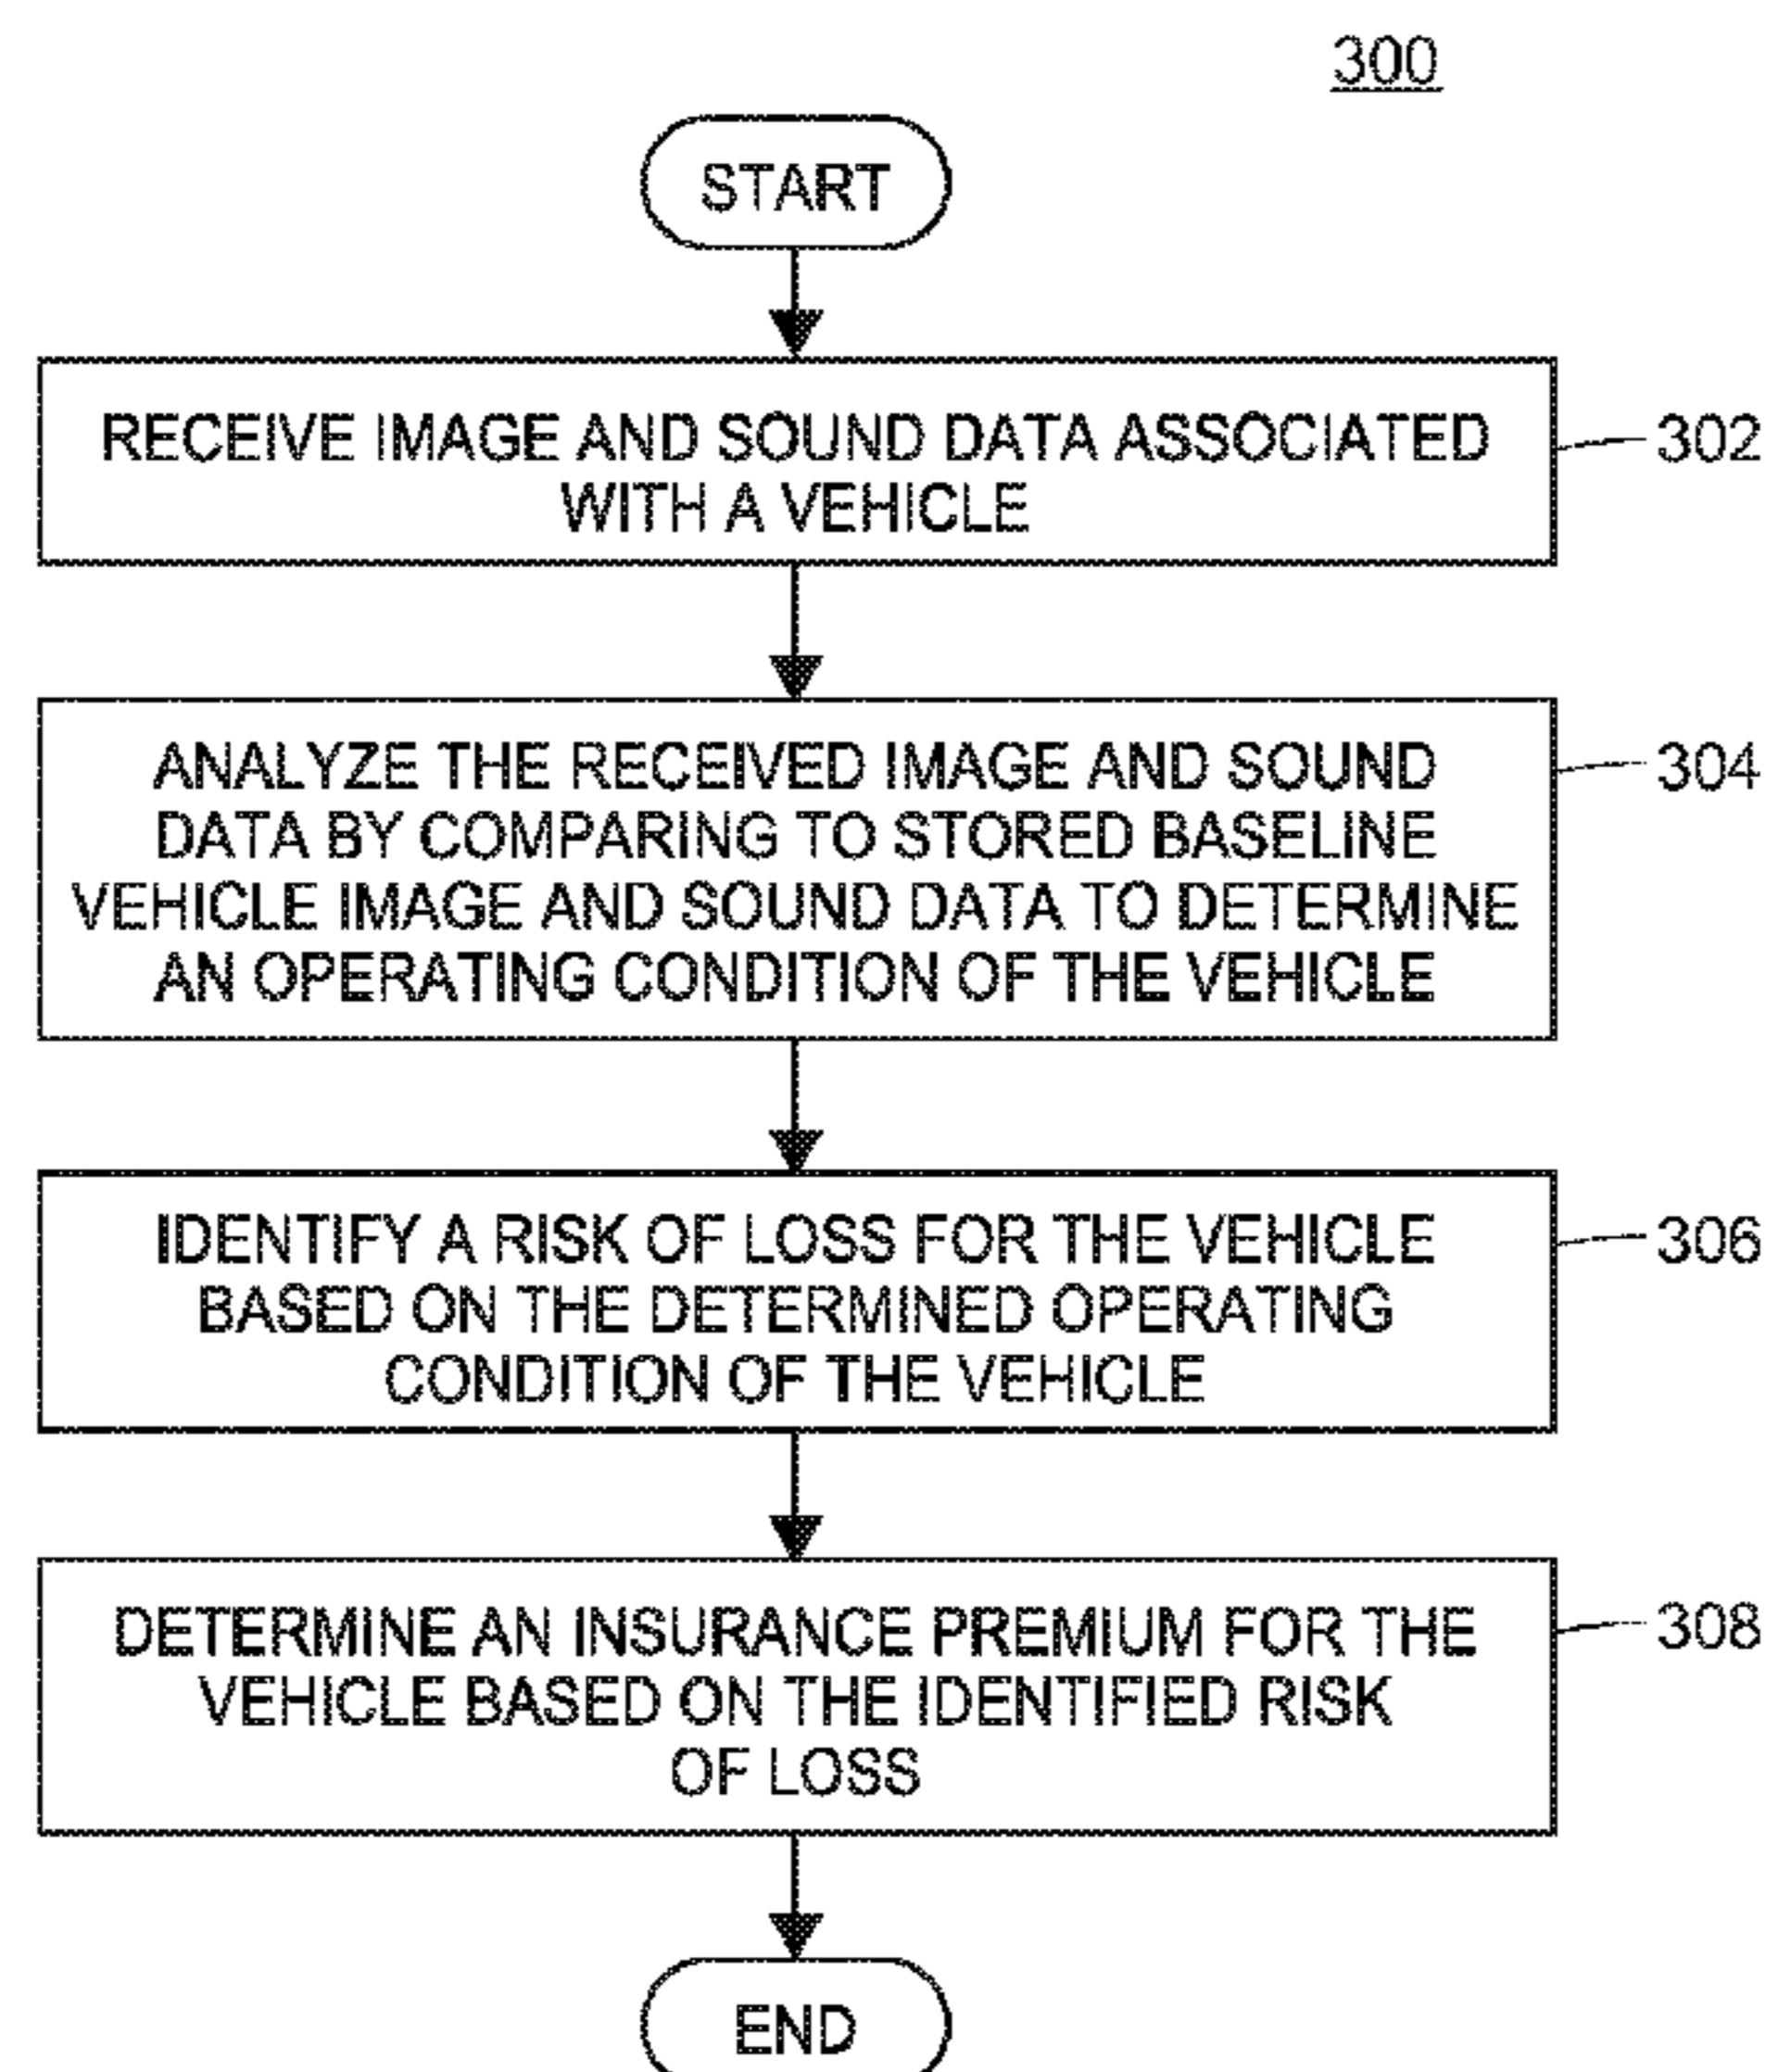 300
START
RECEIVE IMAGE AND SOUND DATA ASSOCIATED
WITH A VEHICLE
302
ANALYZE THE RECEIVED IMAGE AND SOUND
DATA BY COMPARING TO STORED BASELINE
VEHICLE IMAGE AND SOUND DATA TO DETERMINE
AN OPERATING CONDITION OF THE VEHICLE
304
IDENTIFY A RISK OF LOSS FOR THE VEHICLE
BASED ON THE DETERMINED OPERATING
CONDITION OF THE VEHICLE
306
DETERMINE AN INSURANCE PREMIUM FOR THE
VEHICLE BASED ON THE IDENTIFIED RISK
OF LOSS
308
END